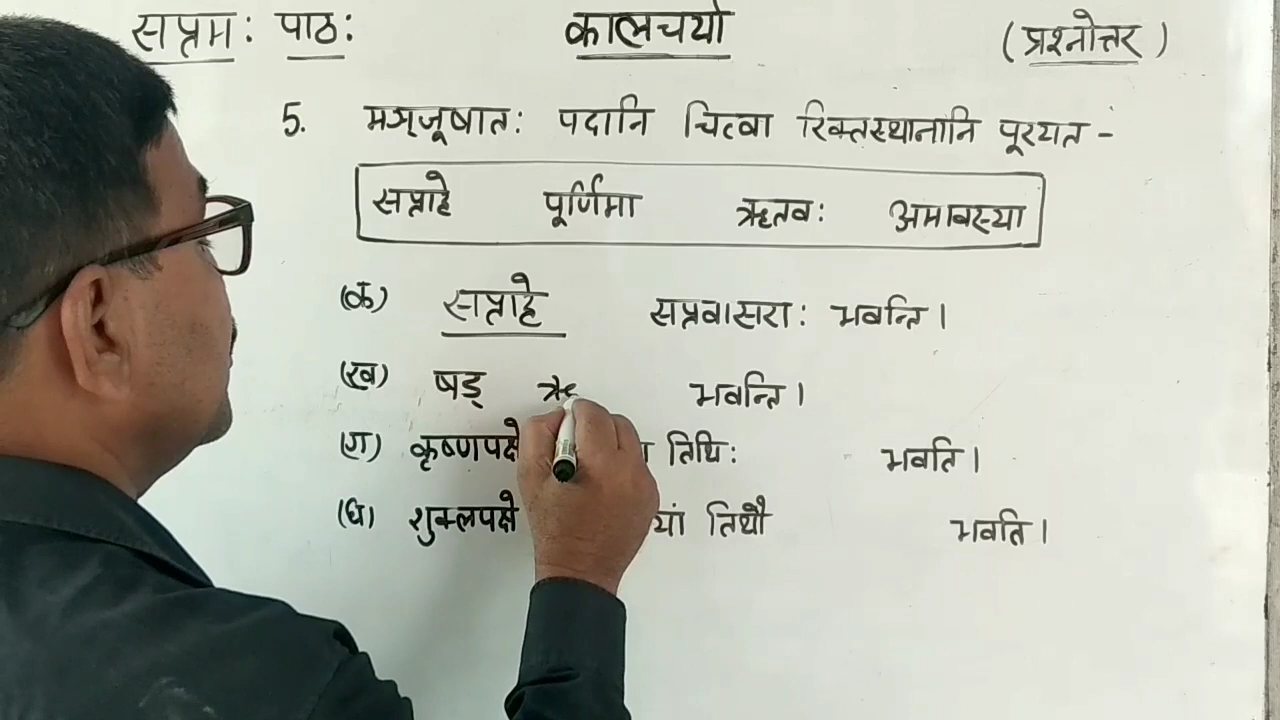 सप्तम: पाठ: कालचर्या (प्रश्नोत्तर)
5. मञ्जूषात: पदानि चित्वा रिक्तस्थानानि पूरयत -
सप्ताहे पूर्णिमा ऋतव: अमावस्या
(क) सप्ताहे सप्तवासरा: भवन्ति।
(ख) षड् ऋ भवन्ति।
(ग) कृष्णपक्षे तिथि: भवति।
(घ) शुक्लपक्षे तिथौ भवति।